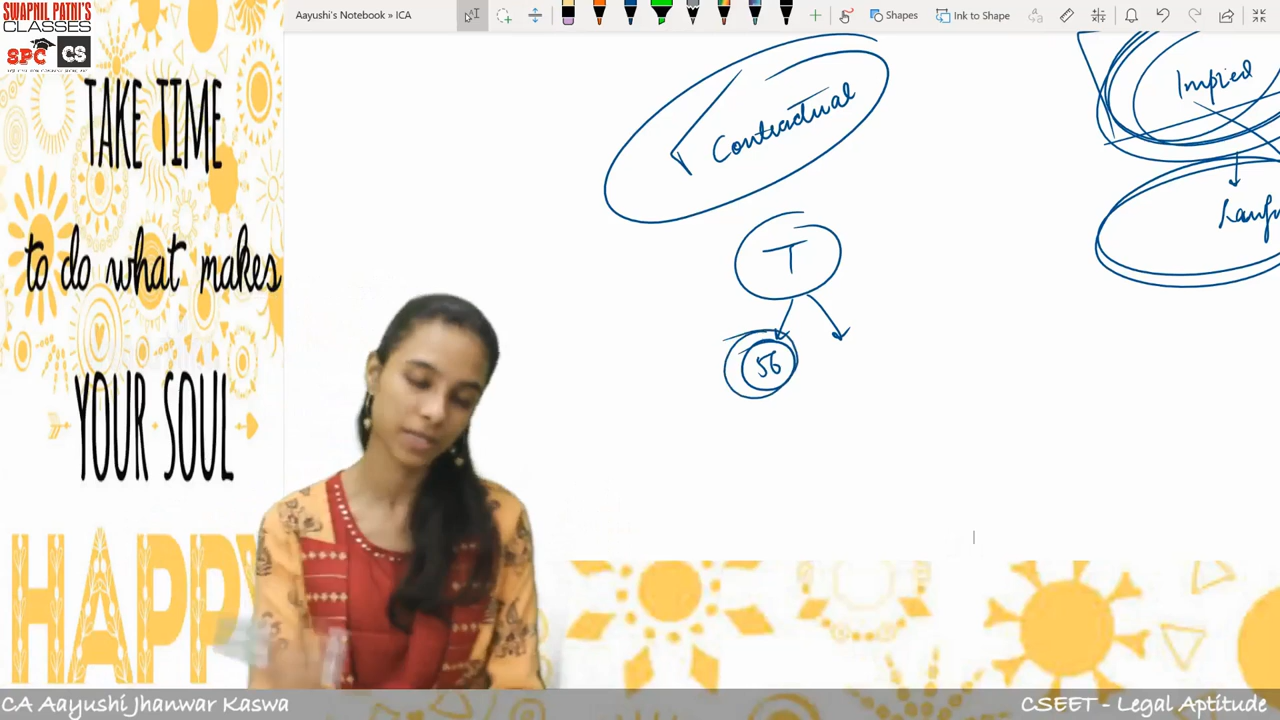 SWAPNIL PATNI'S
CLASSES
SPC CS
Aayushi's Notebook » ICA
Shapes
Ink to Shape
TAKE TIME
to do what makes
YOUR SOUL
HAPPY
Contractual
Implied
T
56
CA Aayushi Jhanwar Kaswa
CSEET - Legal Aptitude